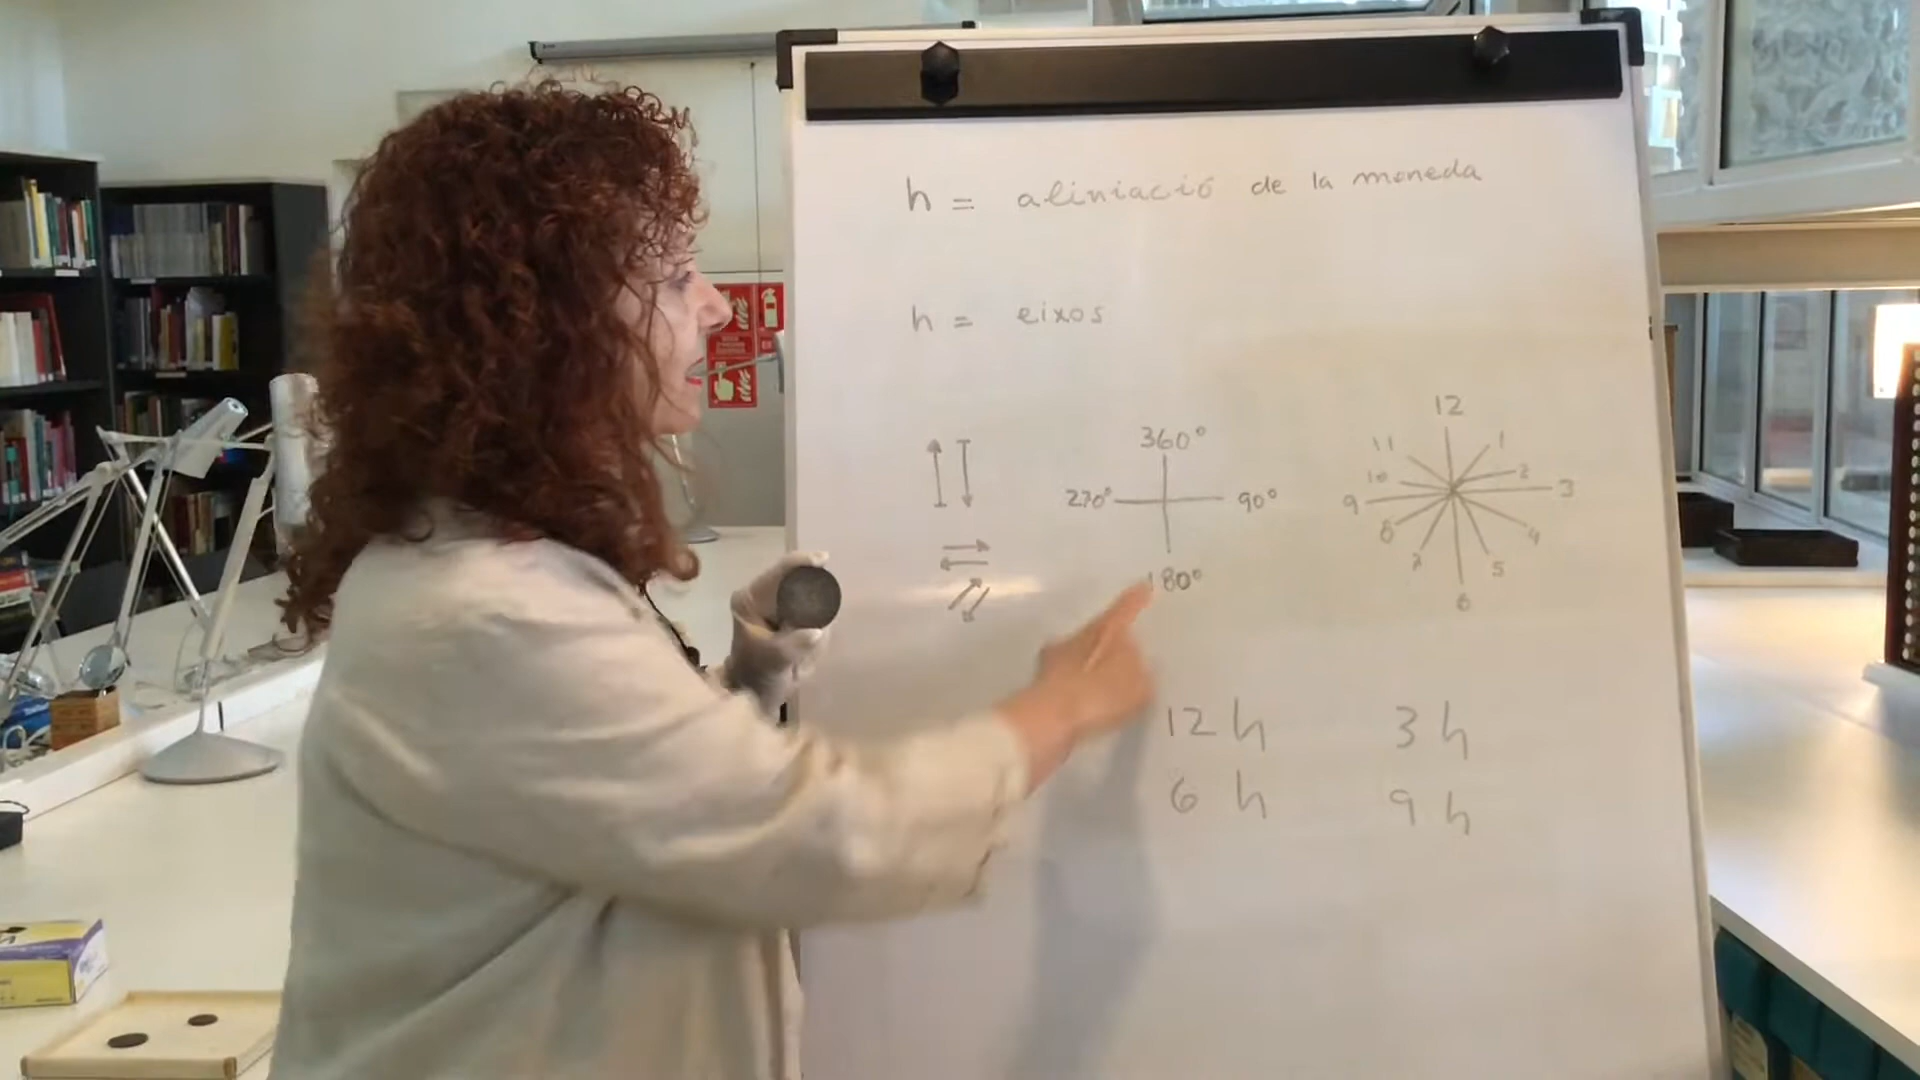 h = aliniació de la moneda
h = eixos
360°
270° 90°
180°
12
11 1
10 2
9 3
8 4
7 5
6
12 h 3 h
6 h 9 h